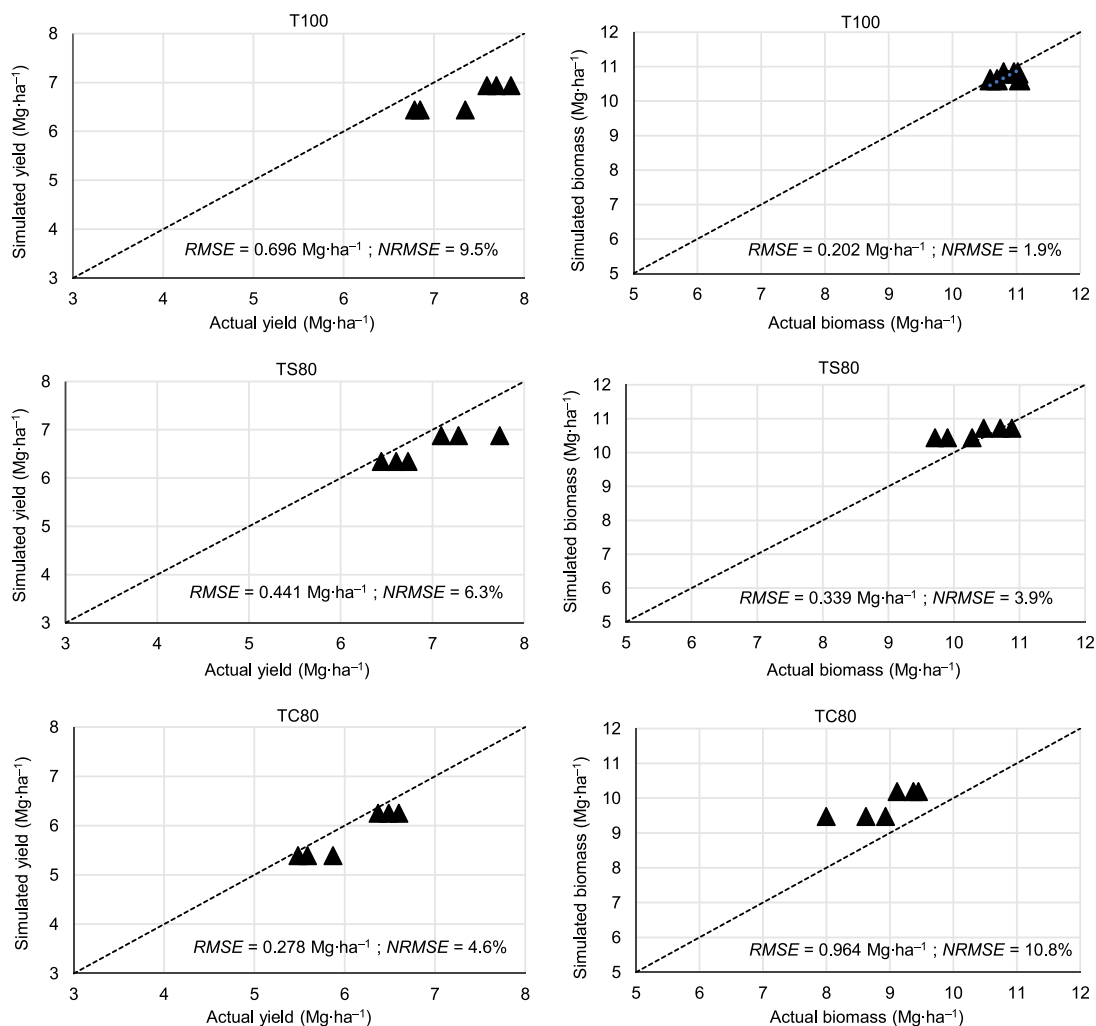 T100
Simulated yield (Mg·ha⁻¹)
8
7
6
5
4
3
RMSE = 0.696 Mg·ha⁻¹ ; NRMSE = 9.5%
3 4 5 6 7 8
Actual yield (Mg·ha⁻¹)
T100
Simulated biomass (Mg·ha⁻¹)
12
11
10
9
8
7
6
5
RMSE = 0.202 Mg·ha⁻¹ ; NRMSE = 1.9%
5 6 7 8 9 10 11 12
Actual biomass (Mg·ha⁻¹)
TS80
Simulated yield (Mg·ha⁻¹)
8
7
6
5
4
3
RMSE = 0.441 Mg·ha⁻¹ ; NRMSE = 6.3%
3 4 5 6 7 8
Actual yield (Mg·ha⁻¹)
TS80
Simulated biomass (Mg·ha⁻¹)
12
11
10
9
8
7
6
5
RMSE = 0.339 Mg·ha⁻¹ ; NRMSE = 3.9%
5 6 7 8 9 10 11 12
Actual biomass (Mg·ha⁻¹)
TC80
Simulated yield (Mg·ha⁻¹)
8
7
6
5
4
3
RMSE = 0.278 Mg·ha⁻¹ ; NRMSE = 4.6%
3 4 5 6 7 8
Actual yield (Mg·ha⁻¹)
TC80
Simulated biomass (Mg·ha⁻¹)
12
11
10
9
8
7
6
5
RMSE = 0.964 Mg·ha⁻¹ ; NRMSE = 10.8%
5 6 7 8 9 10 11 12
Actual biomass (Mg·ha⁻¹)